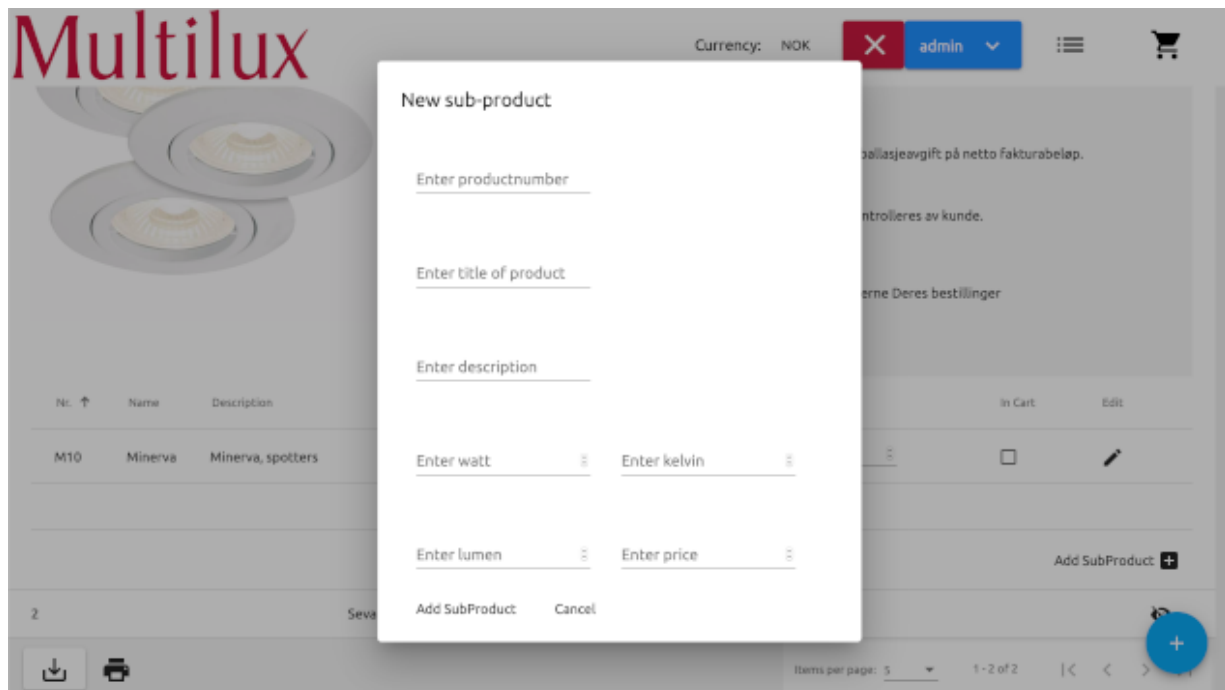 Multilux
Currency: NOK
admin
New sub-product
ballasjeavgift på netto fakturabeløp.
Enter productnumber
ntrolleres av kunde.
Enter title of product
erne Deres bestillinger
Enter description
Nr. Name Description In Cart Edit
M10 Minerva Minerva, spotters
Enter watt Enter kelvin
Enter lumen Enter price
Add SubProduct
Add SubProduct Cancel
2 Seva
Items per page: 5 1 - 2 of 2